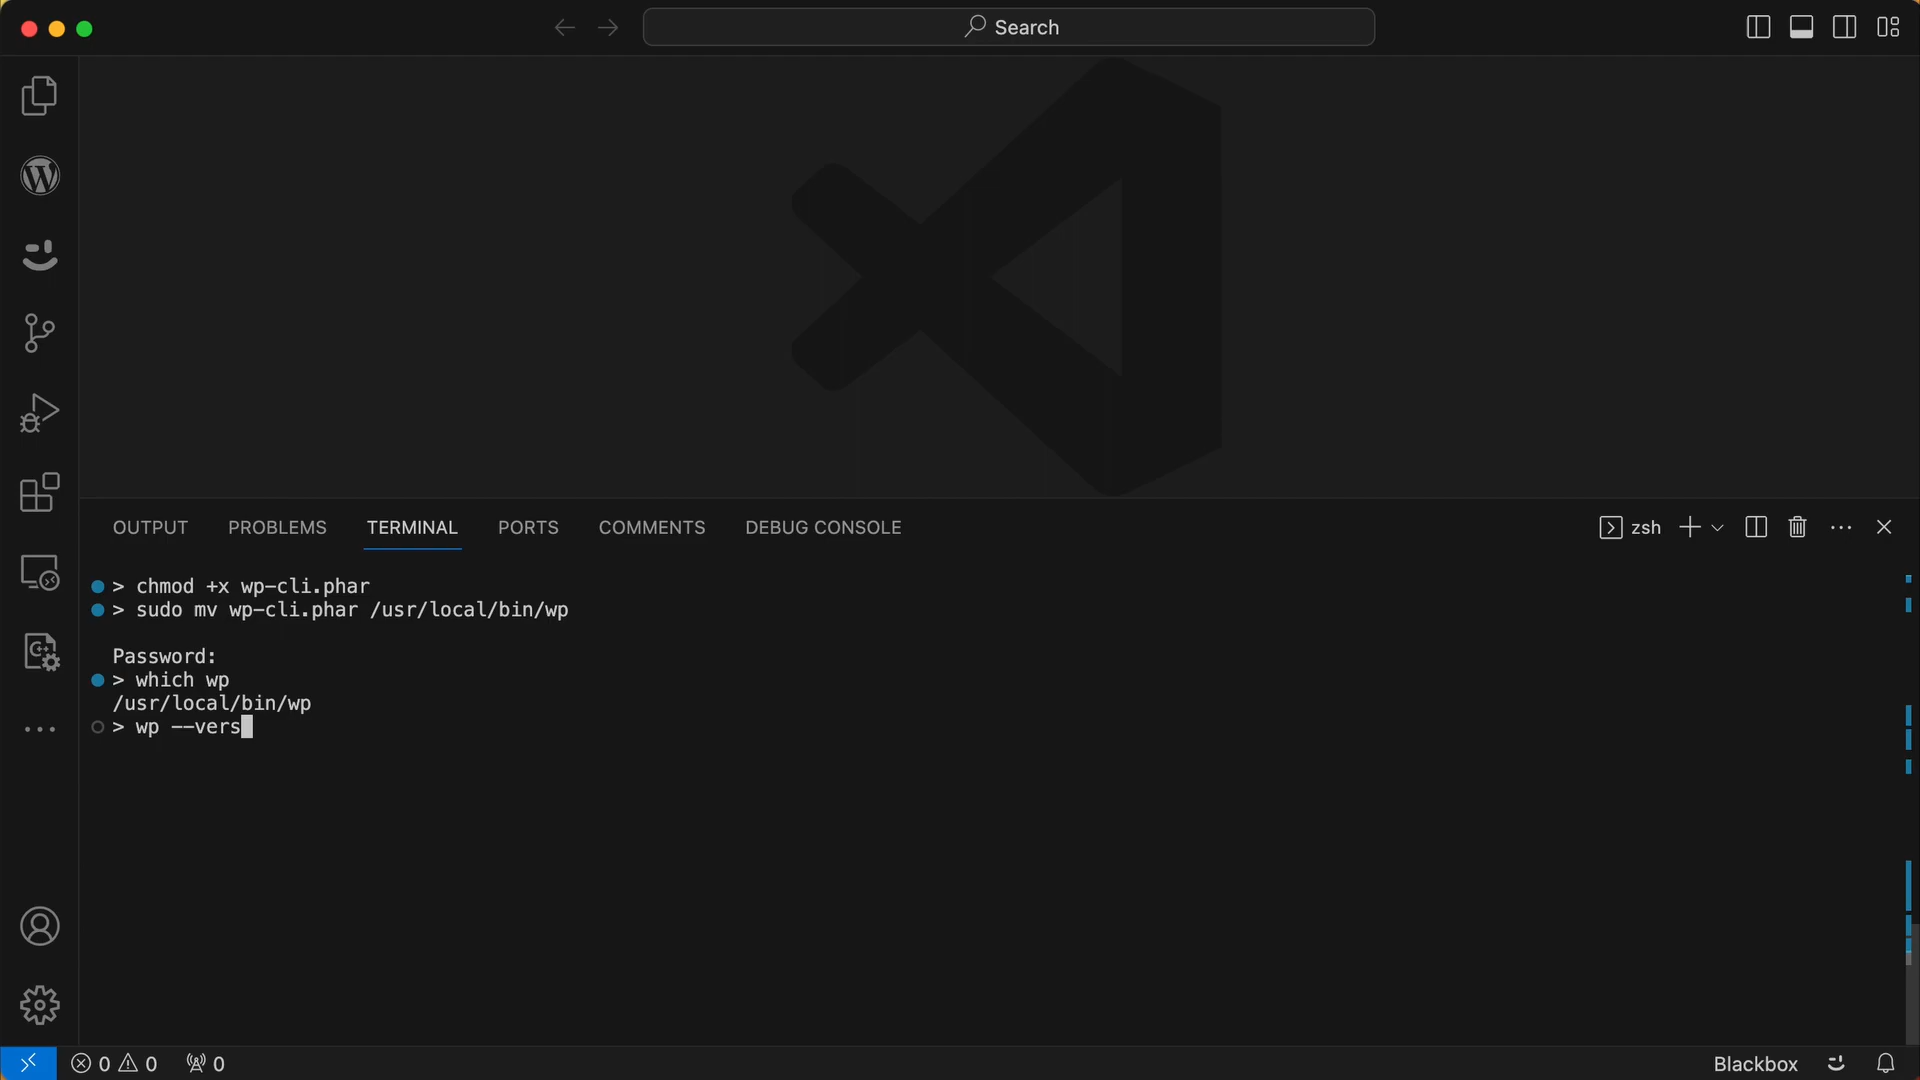 Search
OUTPUT PROBLEMS TERMINAL PORTS COMMENTS DEBUG CONSOLE zsh
> chmod +x wp-cli.phar
> sudo mv wp-cli.phar /usr/local/bin/wp
Password:
> which wp
/usr/local/bin/wp
> wp --vers
0 0 0 Blackbox